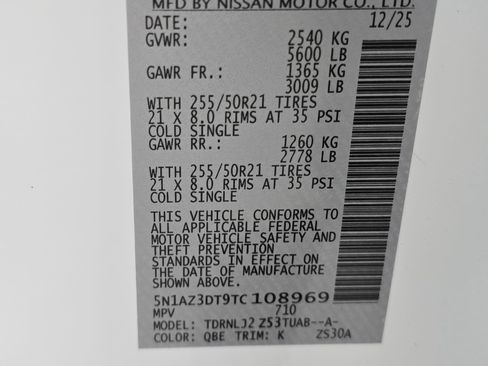 MFD BY NISSAN MOTOR CO., LTD.
DATE: 12/25
GVWR: 2540 KG
5600 LB
GAWR FR.: 1365 KG
3009 LB
WITH 255/50R21 TIRES
21 X 8.0 RIMS AT 35 PSI
COLD SINGLE
GAWR RR.: 1260 KG
2778 LB
WITH 255/50R21 TIRES
21 X 8.0 RIMS AT 35 PSI
COLD SINGLE
THIS VEHICLE CONFORMS TO
ALL APPLICABLE FEDERAL
MOTOR VEHICLE SAFETY AND
THEFT PREVENTION
STANDARDS IN EFFECT ON
THE DATE OF MANUFACTURE
SHOWN ABOVE.
5N1AZ3DT9TC108969
MPV 710
MODEL: TDRNLJ2 Z53TUAB--A-
COLOR: QBE TRIM: K ZS30A